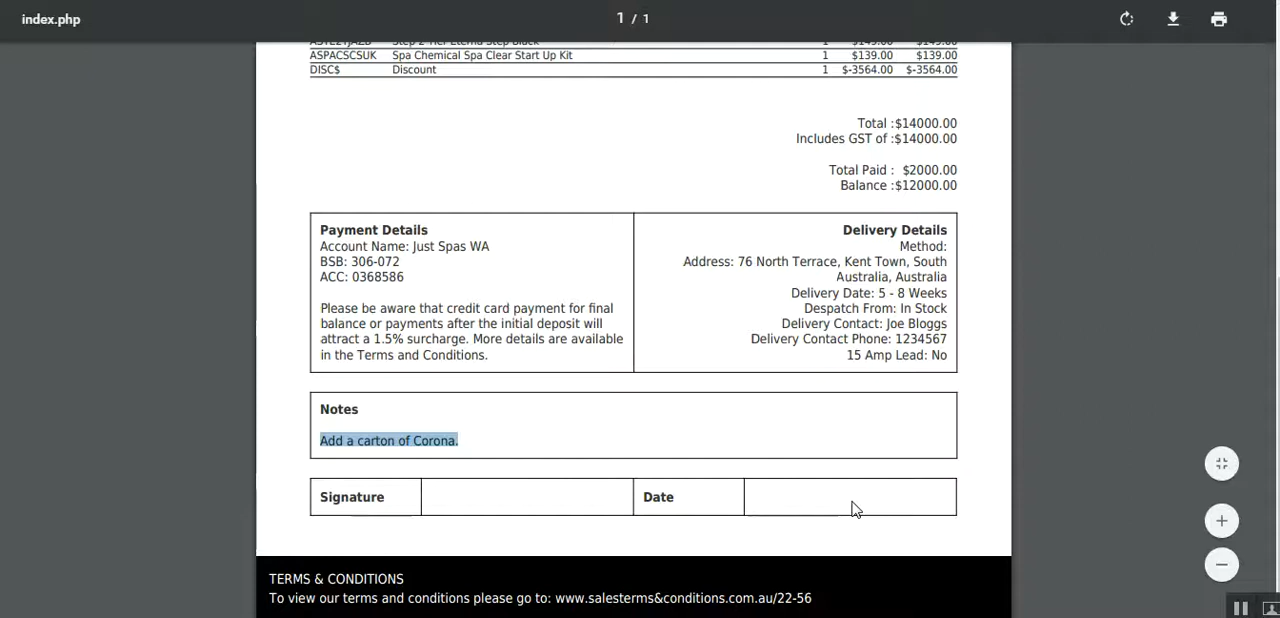 index.php
1 / 1
1 $149.00 $149.00
ASPACSCSUK Spa Chemical Spa Clear Start Up Kit 1 $139.00 $139.00
DISC$ Discount 1 $-3564.00 $-3564.00
Total :$14000.00
Includes GST of :$14000.00
Total Paid : $2000.00
Balance :$12000.00
Payment Details
Account Name: Just Spas WA
BSB: 306-072
ACC: 0368586
Please be aware that credit card payment for final
balance or payments after the initial deposit will
attract a 1.5% surcharge. More details are available
in the Terms and Conditions.
Delivery Details
Method:
Address: 76 North Terrace, Kent Town, South
Australia, Australia
Delivery Date: 5 - 8 Weeks
Despatch From: In Stock
Delivery Contact: Joe Bloggs
Delivery Contact Phone: 1234567
15 Amp Lead: No
Notes
Add a carton of Corona.
Signature
Date
TERMS & CONDITIONS
To view our terms and conditions please go to: www.salesterms&conditions.com.au/22-56